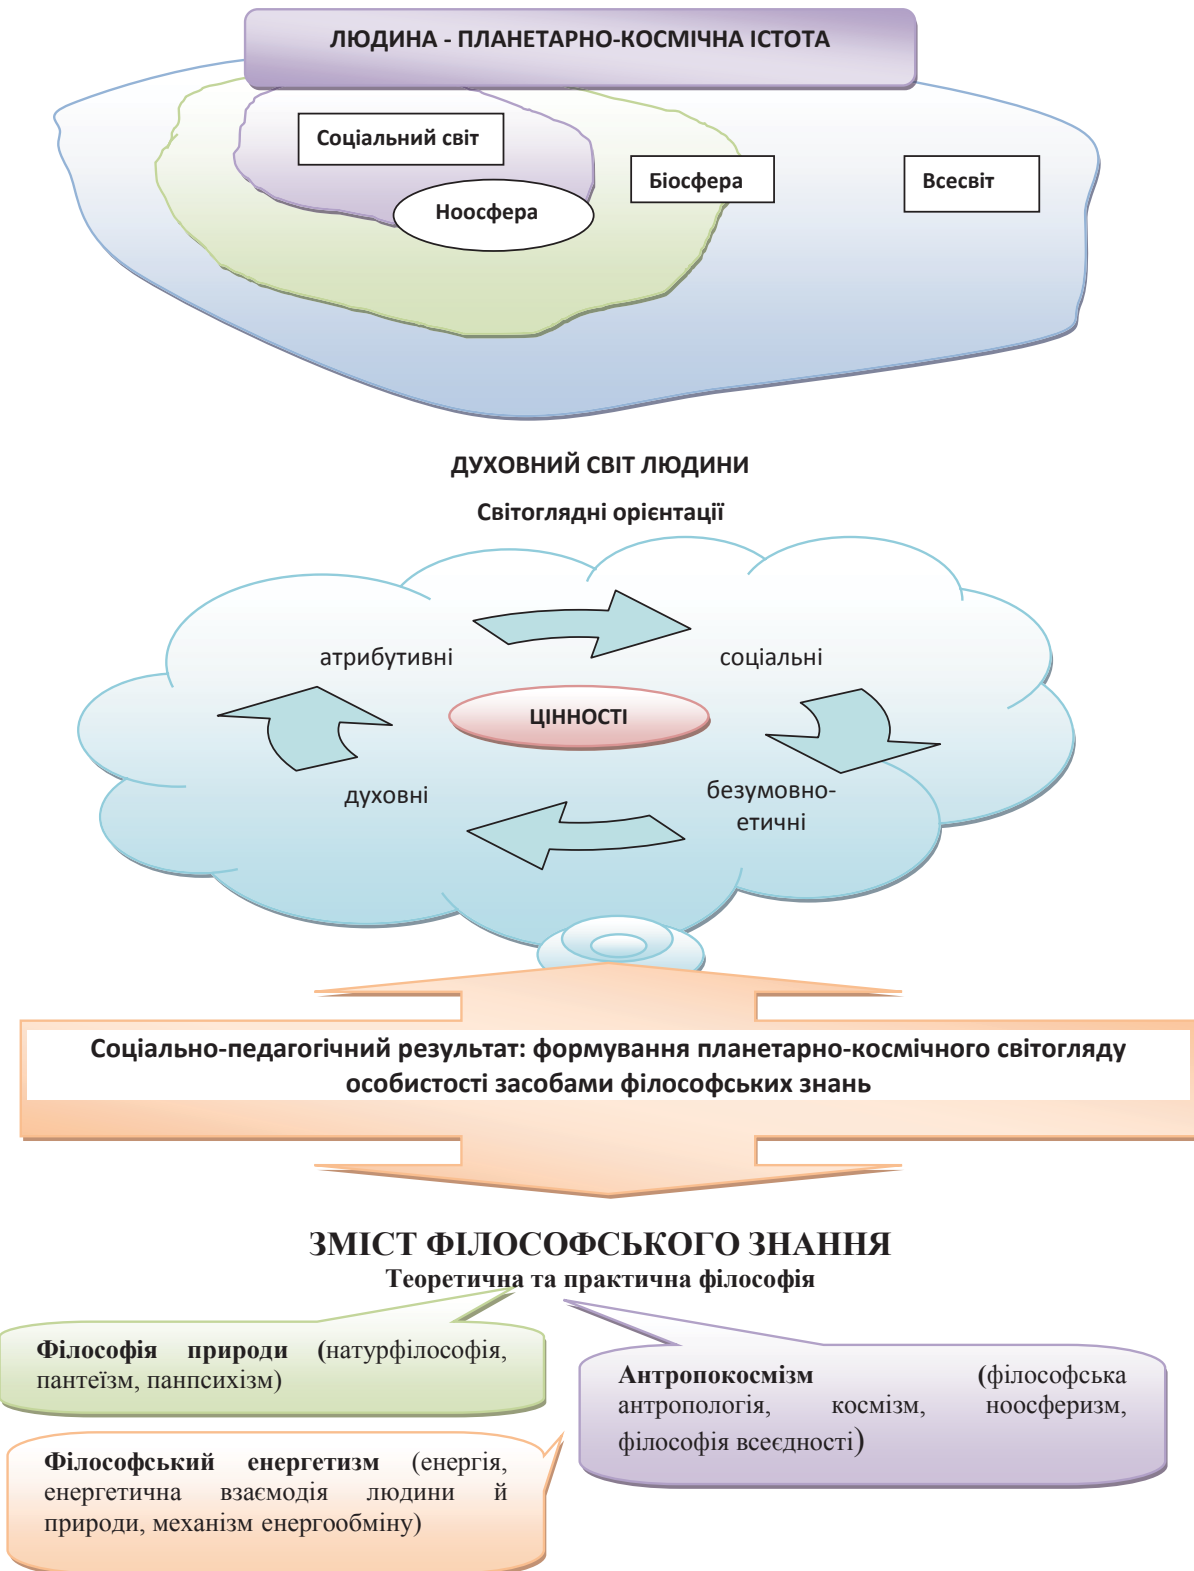 ЛЮДИНА - ПЛАНЕТАРНО-КОСМІЧНА ІСТОТА
Соціальний світ
Біосфера
Всесвіт
Ноосфера
ДУХОВНИЙ СВІТ ЛЮДИНИ
Світоглядні орієнтації
атрибутивні
соціальні
ЦІННОСТІ
духовні
безумовно-
етичні
Соціально-педагогічний результат: формування планетарно-космічного світогляду
особистості засобами філософських знань
ЗМІСТ ФІЛОСОФСЬКОГО ЗНАННЯ
Теоретична та практична філософія
Філософія природи (натурфілософія,
пантеїзм, панпсихізм)
Антропокосмізм (філософська
антропологія, космізм, ноосферизм,
філософія всеєдності)
Філософський енергетизм (енергія,
енергетична взаємодія людини й
природи, механізм енергообміну)